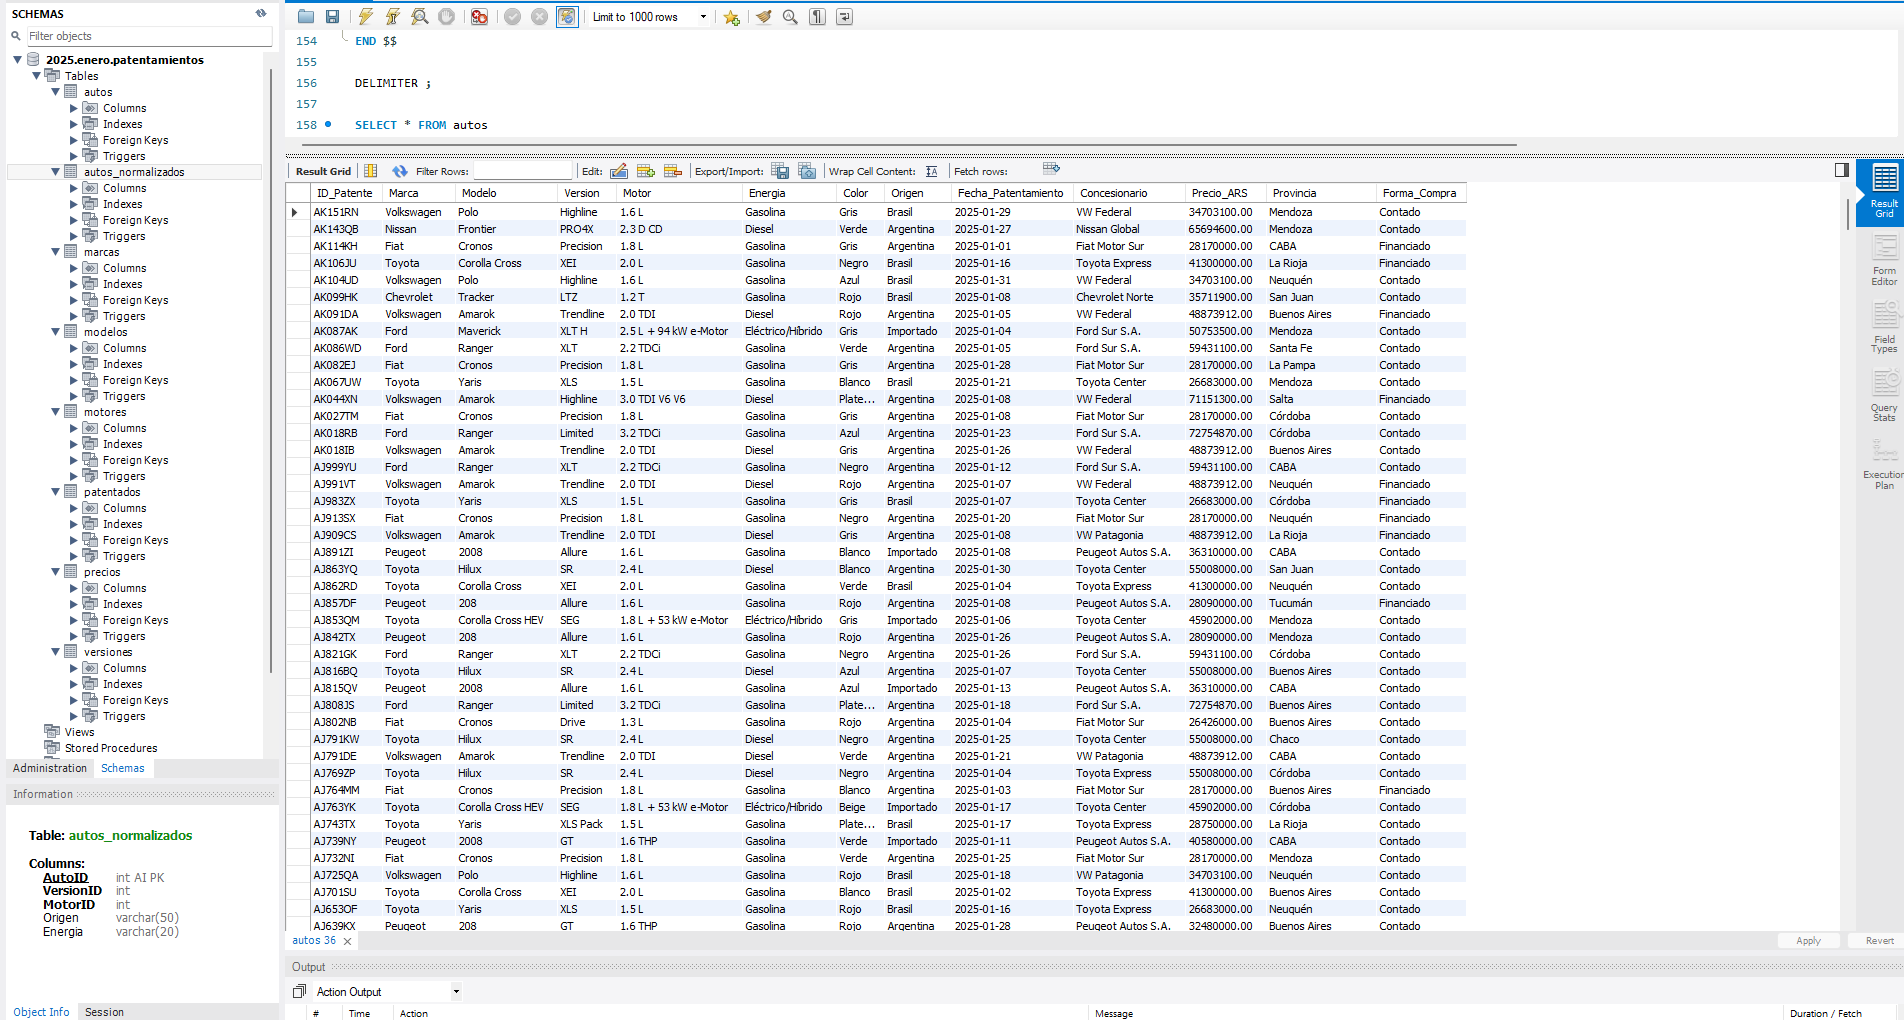 SCHEMAS
Filter objects
2025.enero.patentamientos
Tables
autos
Columns
Indexes
Foreign Keys
Triggers
autos_normalizados
Columns
Indexes
Foreign Keys
Triggers
marcas
Columns
Indexes
Foreign Keys
Triggers
modelos
Columns
Indexes
Foreign Keys
Triggers
motores
Columns
Indexes
Foreign Keys
Triggers
patentados
Columns
Indexes
Foreign Keys
Triggers
precios
Columns
Indexes
Foreign Keys
Triggers
versiones
Columns
Indexes
Foreign Keys
Triggers
Views
Stored Procedures
Administration Schemas
Information
Table: autos_normalizados
Columns:
AutoID int AI PK
VersionID int
MotorID int
Origen varchar(50)
Energia varchar(20)
Object Info Session
Limit to 1000 rows
154 END $$
155
156 DELIMITER ;
157
158 SELECT * FROM autos
Result Grid Filter Rows: Edit: Export/Import: Wrap Cell Content: Fetch rows:
ID_Patente Marca Modelo Version Motor Energia Color Origen Fecha_Patentamiento Concesionario Precio_ARS Provincia Forma_Compra
AK151RN Volkswagen Polo Highline 1.6 L Gasolina Gris Brasil 2025-01-29 VW Federal 34703100.00 Mendoza Contado
AK143QB Nissan Frontier PRO4X 2.3 D CD Diesel Verde Argentina 2025-01-27 Nissan Global 65694600.00 Mendoza Contado
AK114KH Fiat Cronos Precision 1.8 L Gasolina Gris Argentina 2025-01-01 Fiat Motor Sur 28170000.00 CABA Financiado
AK106JU Toyota Corolla Cross XEI 2.0 L Gasolina Negro Brasil 2025-01-16 Toyota Express 41300000.00 La Rioja Financiado
AK104UD Volkswagen Polo Highline 1.6 L Gasolina Azul Brasil 2025-01-31 VW Federal 34703100.00 Neuquén Contado
AK099HK Chevrolet Tracker LTZ 1.2 T Gasolina Rojo Brasil 2025-01-08 Chevrolet Norte 35711900.00 San Juan Contado
AK091DA Volkswagen Amarok Trendline 2.0 TDI Diesel Rojo Argentina 2025-01-05 VW Federal 48873912.00 Buenos Aires Financiado
AK087AK Ford Maverick XLT H 2.5 L + 94 kW e-Motor Eléctrico/Híbrido Gris Importado 2025-01-04 Ford Sur S.A. 50753500.00 Mendoza Contado
AK086WD Ford Ranger XLT 2.2 TDCi Gasolina Verde Argentina 2025-01-05 Ford Sur S.A. 59431100.00 Santa Fe Contado
AK082EJ Fiat Cronos Precision 1.8 L Gasolina Gris Argentina 2025-01-28 Fiat Motor Sur 28170000.00 La Pampa Contado
AK067UW Toyota Yaris XLS 1.5 L Gasolina Blanco Brasil 2025-01-21 Toyota Center 26683000.00 Mendoza Contado
AK044XN Volkswagen Amarok Highline 3.0 TDI V6 V6 Diesel Plate... Argentina 2025-01-08 VW Federal 71151300.00 Salta Financiado
AK027TM Fiat Cronos Precision 1.8 L Gasolina Gris Argentina 2025-01-08 Fiat Motor Sur 28170000.00 Córdoba Contado
AK018RB Ford Ranger Limited 3.2 TDCi Gasolina Azul Argentina 2025-01-23 Ford Sur S.A. 72754870.00 Córdoba Contado
AK018IB Volkswagen Amarok Trendline 2.0 TDI Diesel Gris Argentina 2025-01-26 VW Federal 48873912.00 Buenos Aires Contado
AJ999YU Ford Ranger XLT 2.2 TDCi Gasolina Negro Argentina 2025-01-12 Ford Sur S.A. 59431100.00 CABA Contado
AJ991VT Volkswagen Amarok Trendline 2.0 TDI Diesel Rojo Argentina 2025-01-07 VW Federal 48873912.00 Neuquén Financiado
AJ983ZX Toyota Yaris XLS 1.5 L Gasolina Gris Brasil 2025-01-07 Toyota Center 26683000.00 Córdoba Contado
AJ913SX Fiat Cronos Precision 1.8 L Gasolina Negro Argentina 2025-01-20 Fiat Motor Sur 28170000.00 Neuquén Financiado
AJ909CS Volkswagen Amarok Trendline 2.0 TDI Diesel Gris Argentina 2025-01-08 VW Patagonia 48873912.00 La Rioja Financiado
AJ891ZI Peugeot 2008 Allure 1.6 L Gasolina Blanco Importado 2025-01-08 Peugeot Autos S.A. 36310000.00 CABA Contado
AJ863YQ Toyota Hilux SR 2.4 L Diesel Blanco Argentina 2025-01-30 Toyota Center 55008000.00 San Juan Contado
AJ862RD Toyota Corolla Cross XEI 2.0 L Gasolina Verde Brasil 2025-01-04 Toyota Express 41300000.00 Neuquén Contado
AJ857DF Peugeot 208 Allure 1.6 L Gasolina Rojo Argentina 2025-01-08 Peugeot Autos S.A. 28090000.00 Tucumán Financiado
AJ853QM Toyota Corolla Cross HEV SEG 1.8 L + 53 kW e-Motor Eléctrico/Híbrido Gris Importado 2025-01-06 Toyota Center 45902000.00 Mendoza Contado
AJ842TX Peugeot 208 Allure 1.6 L Gasolina Rojo Argentina 2025-01-26 Peugeot Autos S.A. 28090000.00 Mendoza Contado
AJ821GK Ford Ranger XLT 2.2 TDCi Gasolina Negro Argentina 2025-01-26 Ford Sur S.A. 59431100.00 Córdoba Contado
AJ816BQ Toyota Hilux SR 2.4 L Diesel Azul Argentina 2025-01-07 Toyota Center 55008000.00 Buenos Aires Contado
AJ815QV Peugeot 2008 Allure 1.6 L Gasolina Azul Importado 2025-01-13 Peugeot Autos S.A. 36310000.00 CABA Contado
AJ808JS Ford Ranger Limited 3.2 TDCi Gasolina Plate... Argentina 2025-01-18 Ford Sur S.A. 72754870.00 Buenos Aires Contado
AJ802NB Fiat Cronos Drive 1.3 L Gasolina Rojo Argentina 2025-01-04 Fiat Motor Sur 26426000.00 Buenos Aires Contado
AJ791KW Toyota Hilux SR 2.4 L Diesel Negro Argentina 2025-01-25 Toyota Center 55008000.00 Chaco Contado
AJ791DE Volkswagen Amarok Trendline 2.0 TDI Diesel Verde Argentina 2025-01-21 VW Patagonia 48873912.00 CABA Contado
AJ769ZP Toyota Hilux SR 2.4 L Diesel Negro Argentina 2025-01-04 Toyota Express 55008000.00 Córdoba Contado
AJ764MM Fiat Cronos Precision 1.8 L Gasolina Blanco Argentina 2025-01-03 Fiat Motor Sur 28170000.00 Buenos Aires Financiado
AJ763YK Toyota Corolla Cross HEV SEG 1.8 L + 53 kW e-Motor Eléctrico/Híbrido Beige Importado 2025-01-17 Toyota Center 45902000.00 Córdoba Contado
AJ743TX Toyota Yaris XLS Pack 1.5 L Gasolina Plate... Brasil 2025-01-17 Toyota Express 28750000.00 La Rioja Contado
AJ739NY Peugeot 2008 GT 1.6 THP Gasolina Verde Importado 2025-01-11 Peugeot Autos S.A. 40580000.00 CABA Contado
AJ732NI Fiat Cronos Precision 1.8 L Gasolina Verde Argentina 2025-01-25 Fiat Motor Sur 28170000.00 Mendoza Contado
AJ725QA Volkswagen Polo Highline 1.6 L Gasolina Rojo Brasil 2025-01-18 VW Patagonia 34703100.00 Neuquén Contado
AJ701SU Toyota Corolla Cross XEI 2.0 L Gasolina Blanco Brasil 2025-01-02 Toyota Express 41300000.00 Buenos Aires Contado
AJ653OF Toyota Yaris XLS 1.5 L Gasolina Rojo Brasil 2025-01-16 Toyota Express 26683000.00 Neuquén Contado
AJ639KX Peugeot 208 GT 1.6 THP Gasolina Rojo Argentina 2025-01-28 Peugeot Autos S.A. 32480000.00 Buenos Aires Contado
Result Grid
Form Editor
Field Types
Query Stats
Execution Plan
autos 36
Apply Revert
Output
Action Output
# Time Action Message Duration / Fetch